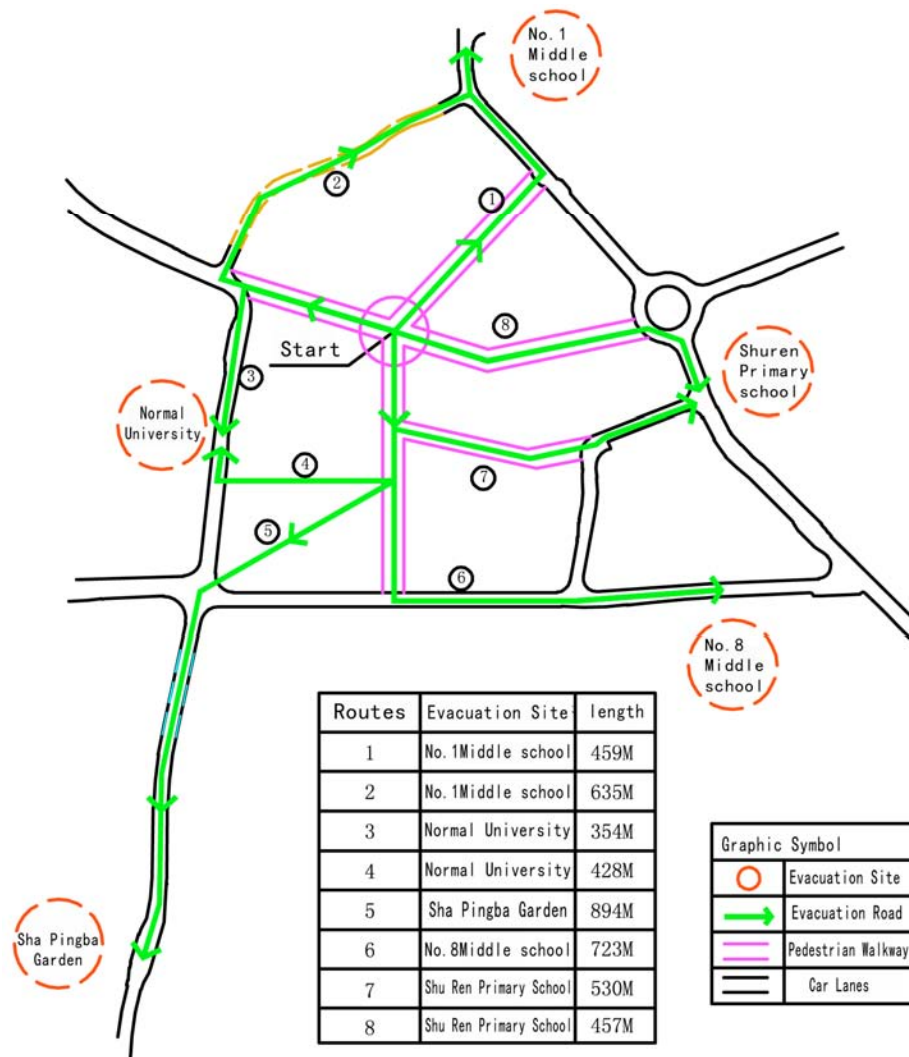 No.1
Middle
school
2
1
8
Start
Shuren
Primary
school
3
Normal
University
4
7
5
6
No.8
Middle
school
Routes Evacuation Site length
1 No.1Middle school 459M
2 No.1Middle school 635M
3 Normal University 354M
4 Normal University 428M
5 Sha Pingba Garden 894M
6 No.8Middle school 723M
7 Shu Ren Primary School 530M
8 Shu Ren Primary School 457M
Graphic Symbol
Evacuation Site
Evacuation Road
Pedestrian Walkway
Car Lanes
Sha Pingba
Garden